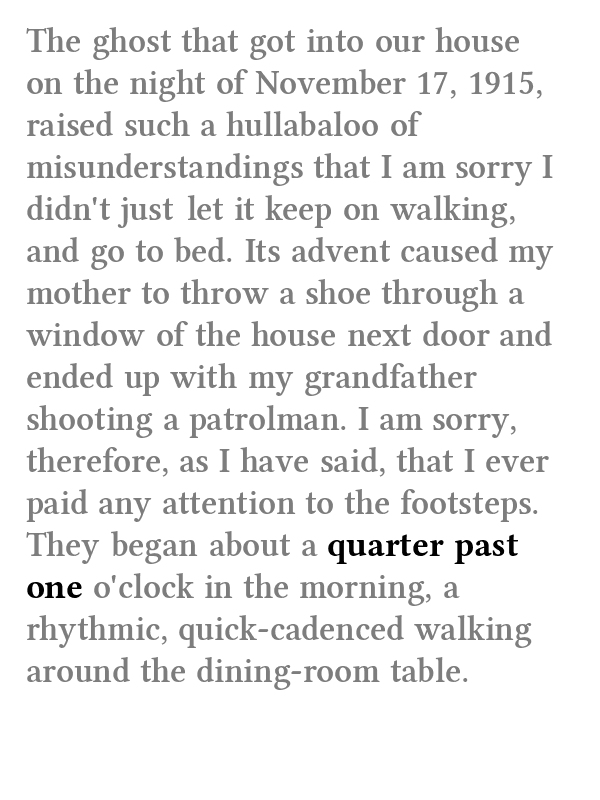 The ghost that got into our house
on the night of November 17, 1915,
raised such a hullabaloo of
misunderstandings that I am sorry I
didn't just let it keep on walking,
and go to bed. Its advent caused my
mother to throw a shoe through a
window of the house next door and
ended up with my grandfather
shooting a patrolman. I am sorry,
therefore, as I have said, that I ever
paid any attention to the footsteps.
They began about a quarter past
one o'clock in the morning, a
rhythmic, quick-cadenced walking
around the dining-room table.